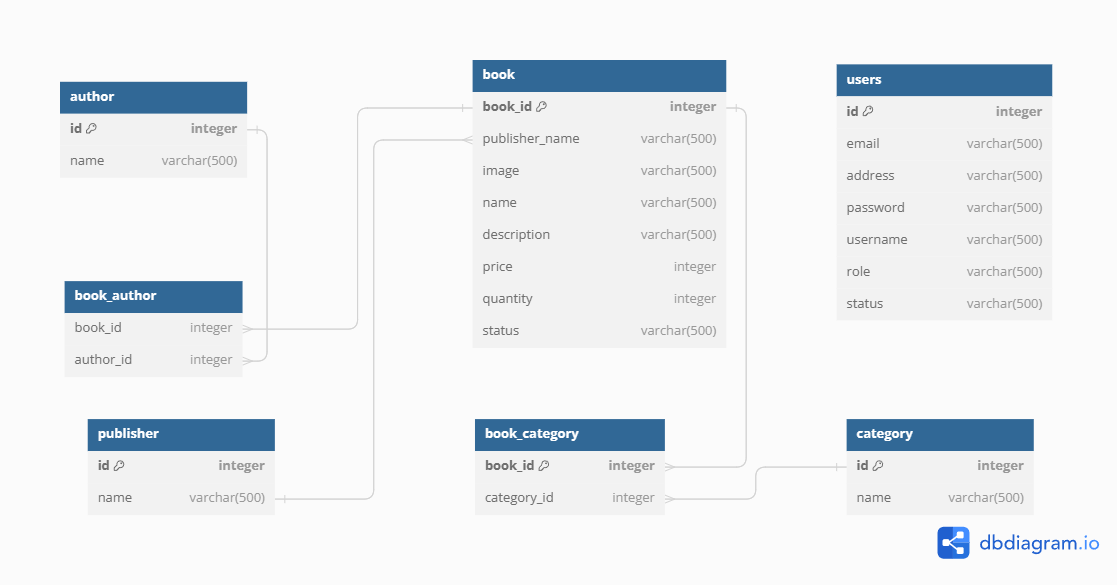 author
id integer
name varchar(500)
book
book_id integer
publisher_name varchar(500)
image varchar(500)
name varchar(500)
description varchar(500)
price integer
quantity integer
status varchar(500)
users
id integer
email varchar(500)
address varchar(500)
password varchar(500)
username varchar(500)
role varchar(500)
status varchar(500)
book_author
book_id integer
author_id integer
publisher
id integer
name varchar(500)
book_category
book_id integer
category_id integer
category
id integer
name varchar(500)
dbdiagram.io